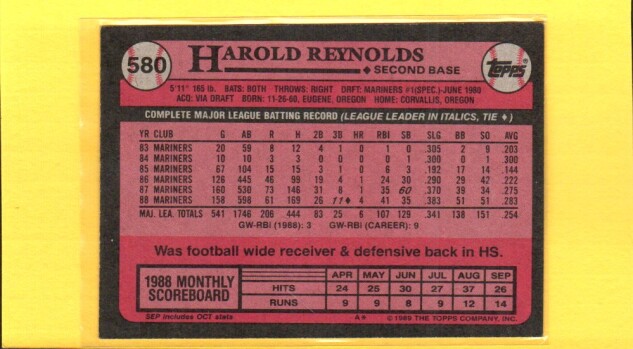 580
HAROLD REYNOLDS
SECOND BASE
topps
5'11" 165 lb. BATS: BOTH THROWS: RIGHT DRFT: MARINERS #1(SPEC.)-JUNE 1980
ACQ: VIA DRAFT BORN: 11-26-60, EUGENE, OREGON HOME: CORVALLIS, OREGON
COMPLETE MAJOR LEAGUE BATTING RECORD (LEAGUE LEADER IN ITALICS, TIE ♦)
YR CLUB G AB R H 2B 3B HR RBI SB SLG BB SO AVG
83 MARINERS 20 59 8 12 4 1 0 1 0 .305 2 9 .203
84 MARINERS 10 10 3 3 0 0 0 0 1 .300 0 1 .300
85 MARINERS 67 104 15 15 3 1 0 6 3 .192 17 14 .144
86 MARINERS 126 445 46 99 19 4 1 24 30 .290 29 42 .222
87 MARINERS 160 530 73 146 31 8 1 35 60 .370 39 34 .275
88 MARINERS 158 598 61 169 26 11♦ 4 41 35 .383 51 51 .283
MAJ. LEA. TOTALS 541 1746 206 444 83 25 6 107 129 .341 138 151 .254
GW-RBI (1988): 3 GW-RBI (CAREER): 9
Was football wide receiver & defensive back in HS.
1988 MONTHLY SCOREBOARD
APR MAY JUN JUL AUG SEP
HITS 24 25 30 27 37 26
RUNS 9 9 8 9 12 14
SEP includes OCT stats
A* © 1989 THE TOPPS COMPANY, INC.